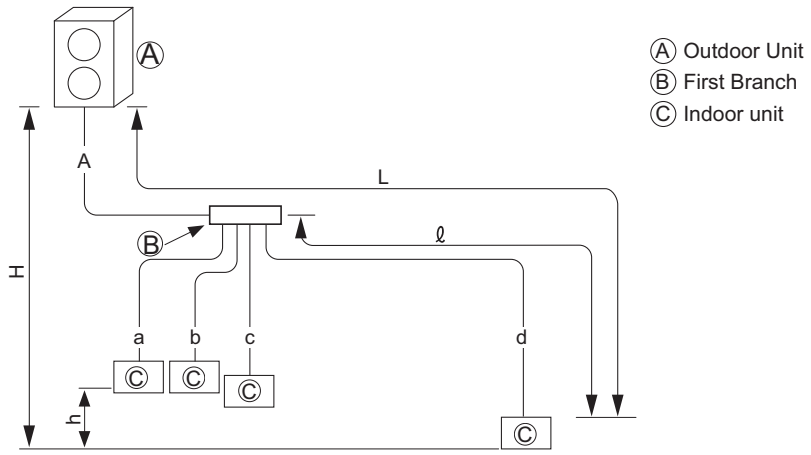 Ⓐ
Ⓐ Outdoor Unit
Ⓑ First Branch
Ⓒ Indoor unit
A
L
Ⓑ
ℓ
H
a
b
c
d
Ⓒ
Ⓒ
Ⓒ
h
Ⓒ